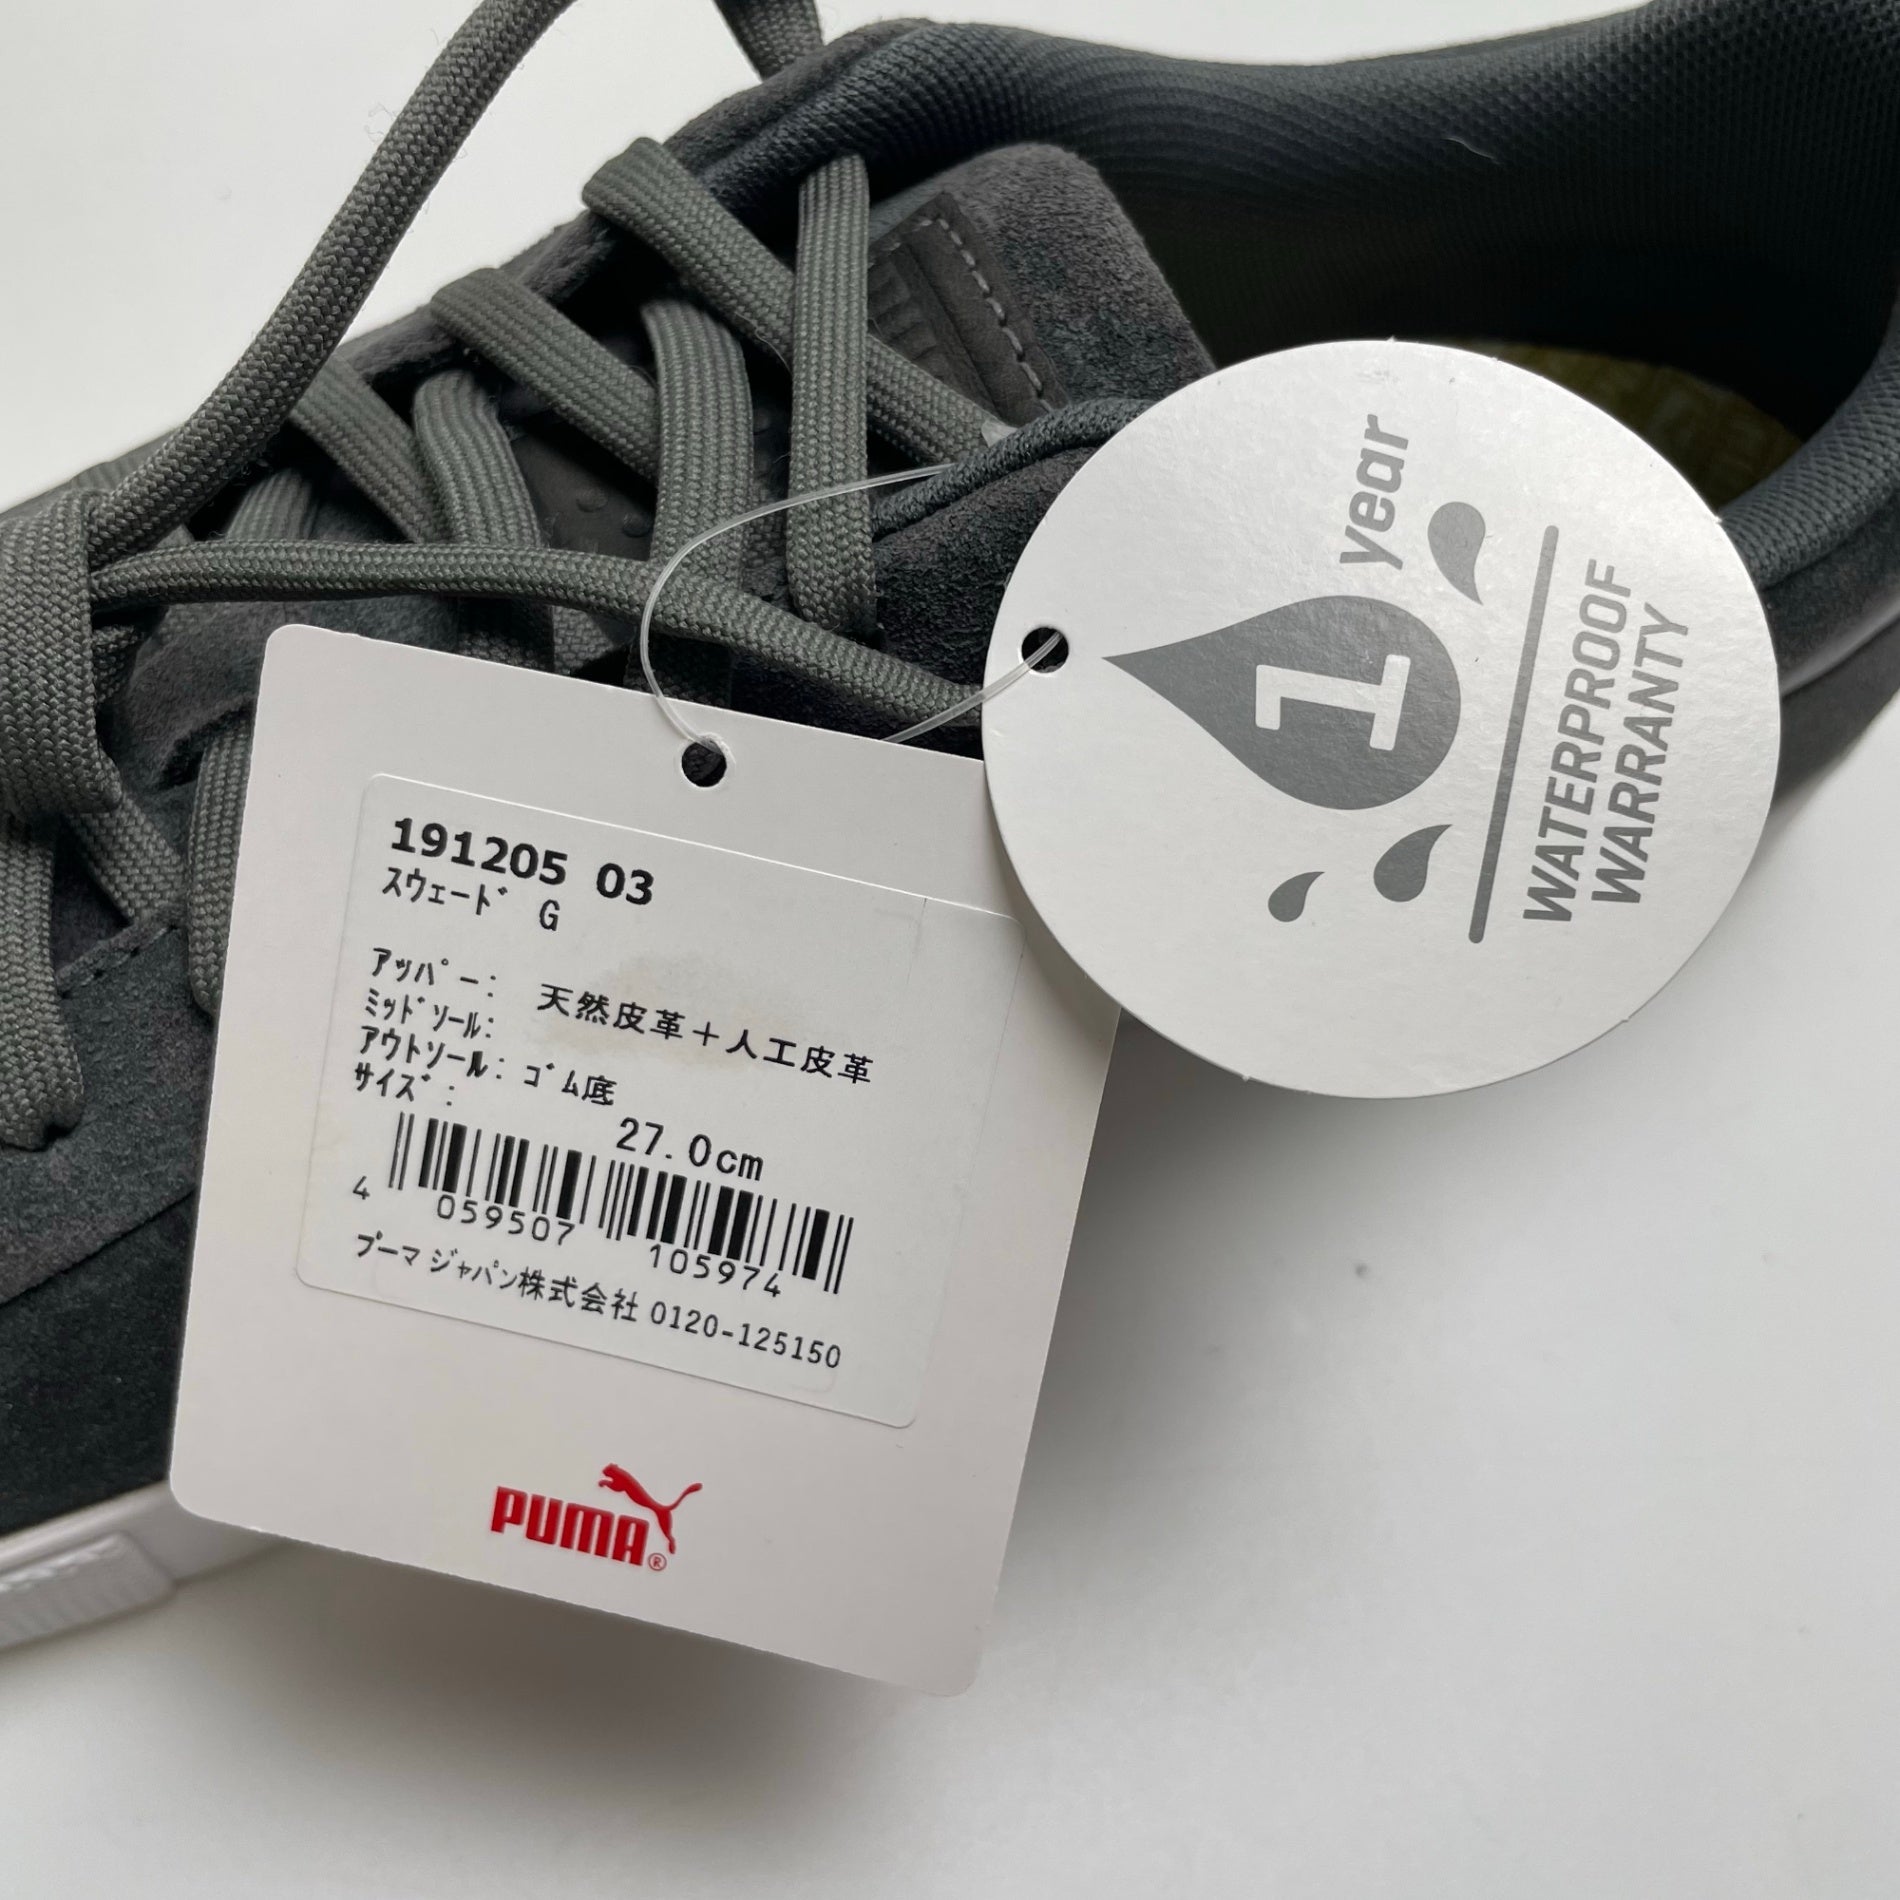 191205 03
スウェード G
アッパー: 天然皮革+人工皮革
ミッドソール:
アウトソール: ゴム底
サイズ:
27.0cm
4 059507 105974
プーマ ジャパン株式会社 0120-125150
PUMA®
1 year
WATERPROOF
WARRANTY